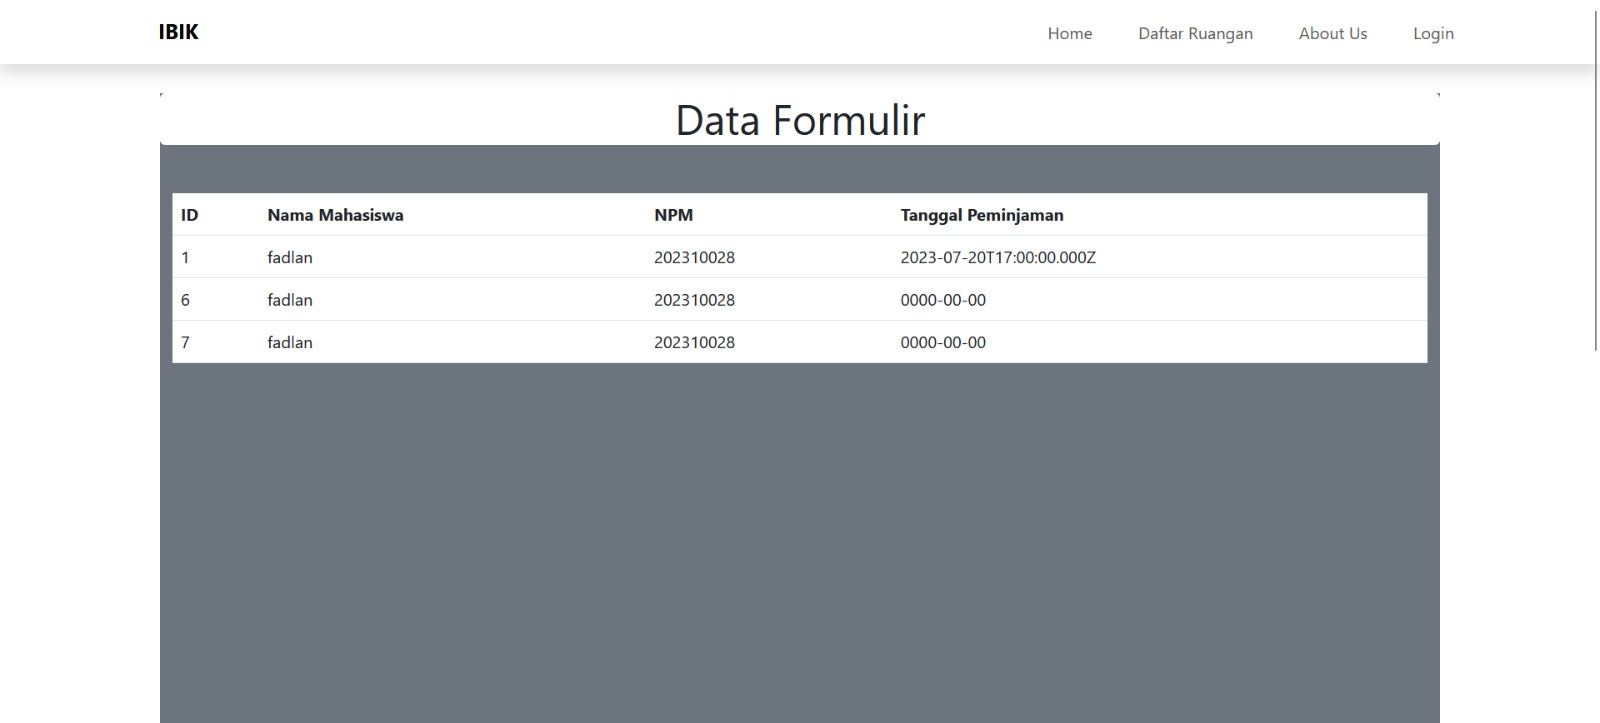 IBIK Home Daftar Ruangan About Us Login
Data Formulir
ID Nama Mahasiswa NPM Tanggal Peminjaman
1 fadlan 202310028 2023-07-20T17:00:00.000Z
6 fadlan 202310028 0000-00-00
7 fadlan 202310028 0000-00-00